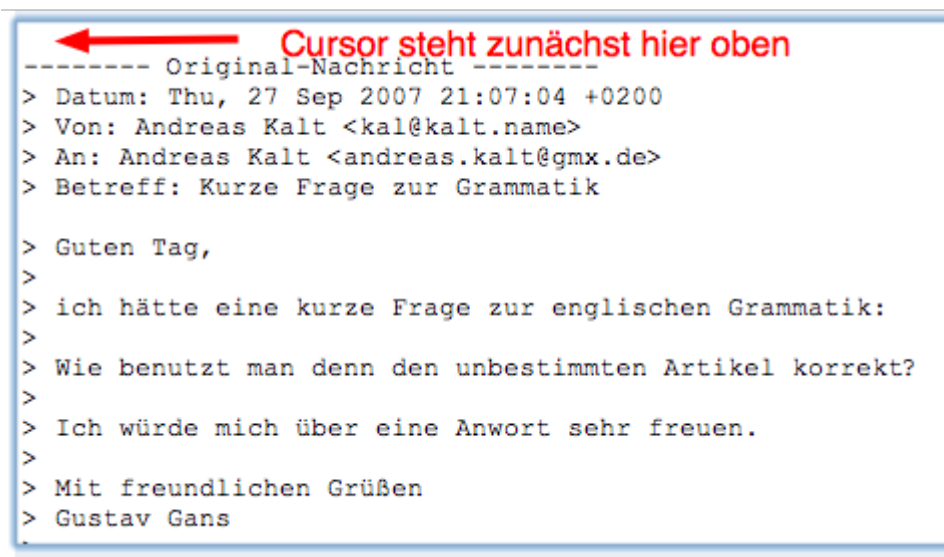 Cursor steht zunächst hier oben
-------- Original-Nachricht --------
> Datum: Thu, 27 Sep 2007 21:07:04 +0200
> Von: Andreas Kalt <kal@kalt.name>
> An: Andreas Kalt <andreas.kalt@gmx.de>
> Betreff: Kurze Frage zur Grammatik

> Guten Tag,
>
> ich hätte eine kurze Frage zur englischen Grammatik:
>
> Wie benutzt man denn den unbestimmten Artikel korrekt?
>
> Ich würde mich über eine Anwort sehr freuen.
>
> Mit freundlichen Grüßen
> Gustav Gans